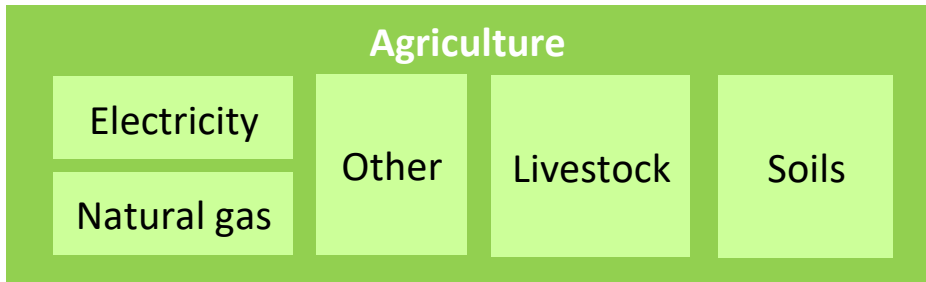 Agriculture
Electricity
Natural gas
Other
Livestock
Soils